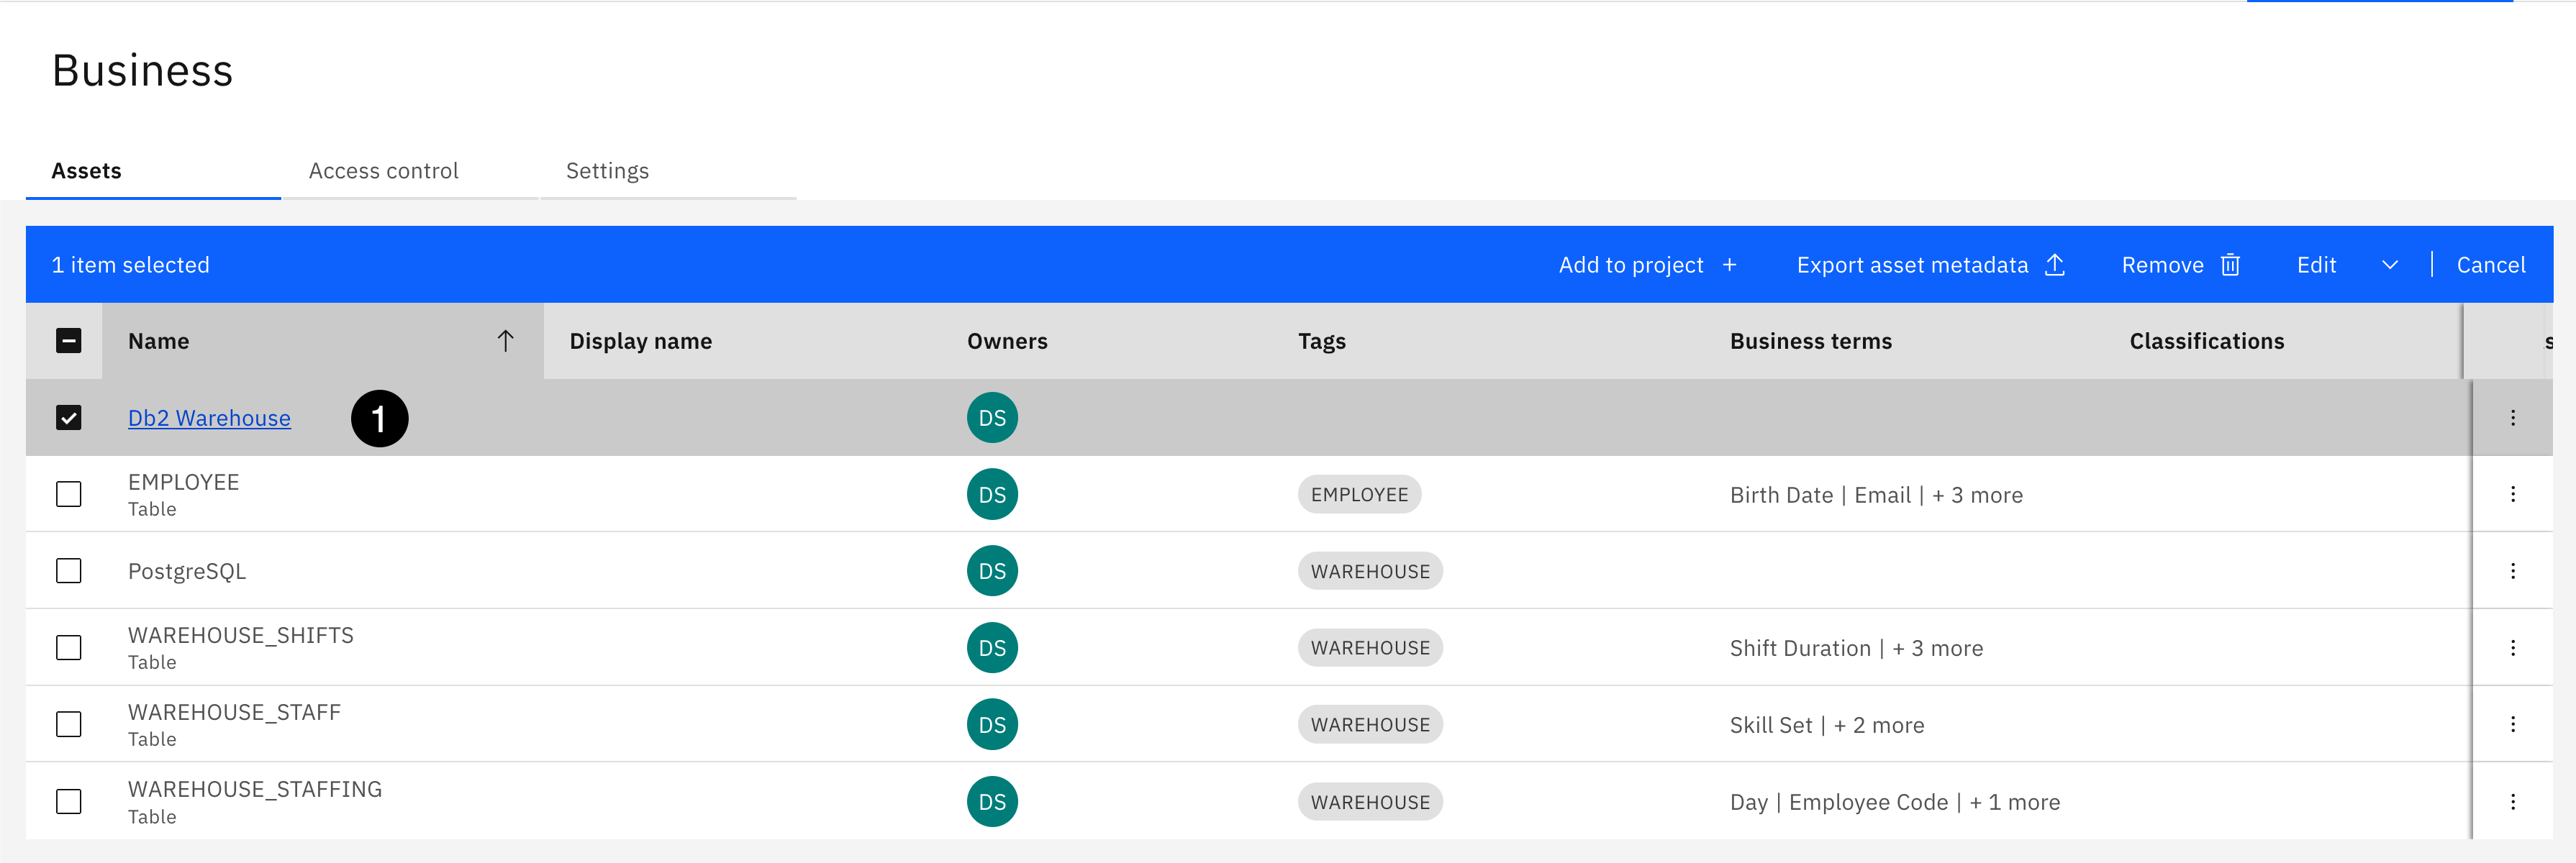 Business
Assets Access control Settings
1 item selected Add to project + Export asset metadata Remove Edit Cancel
Name Display name Owners Tags Business terms Classifications
Db2 Warehouse 1 DS
EMPLOYEE
Table
DS EMPLOYEE Birth Date | Email | + 3 more
PostgreSQL DS WAREHOUSE
WAREHOUSE_SHIFTS
Table
DS WAREHOUSE Shift Duration | + 3 more
WAREHOUSE_STAFF
Table
DS WAREHOUSE Skill Set | + 2 more
WAREHOUSE_STAFFING
Table
DS WAREHOUSE Day | Employee Code | + 1 more